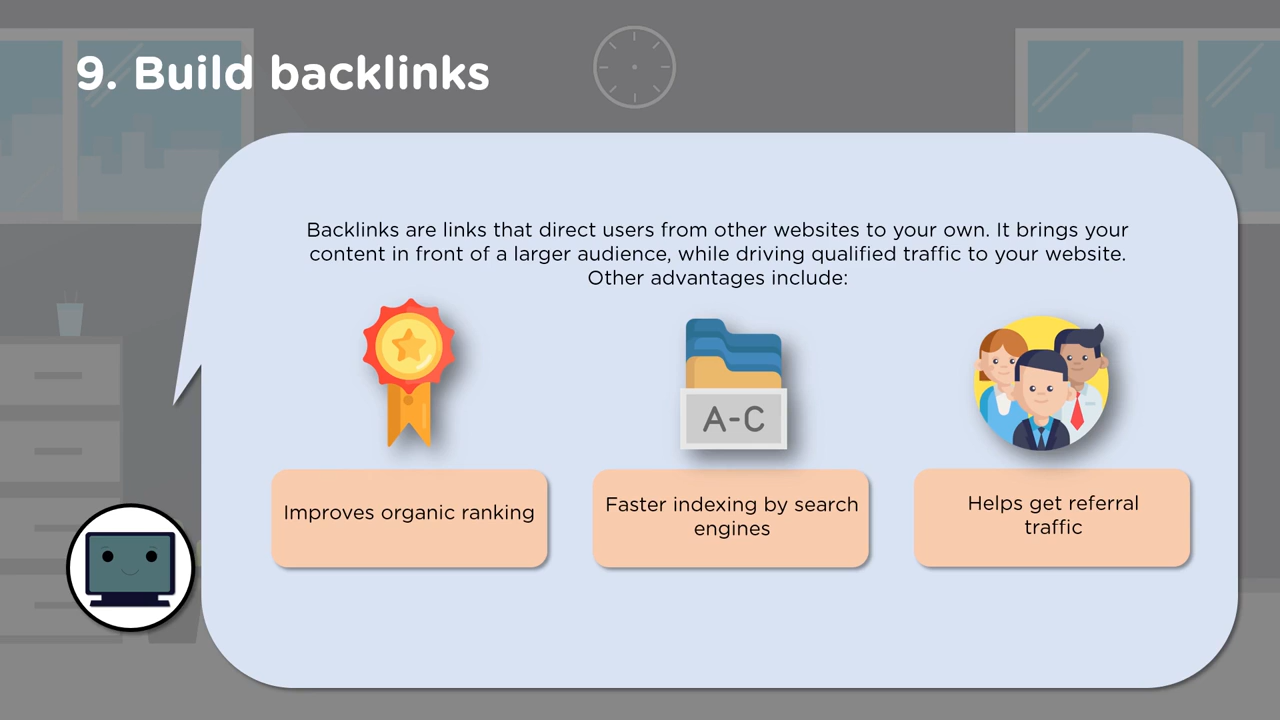 9. Build backlinks
Backlinks are links that direct users from other websites to your own. It brings your
content in front of a larger audience, while driving qualified traffic to your website.
Other advantages include:
A-C
Improves organic ranking
Faster indexing by search
engines
Helps get referral
traffic